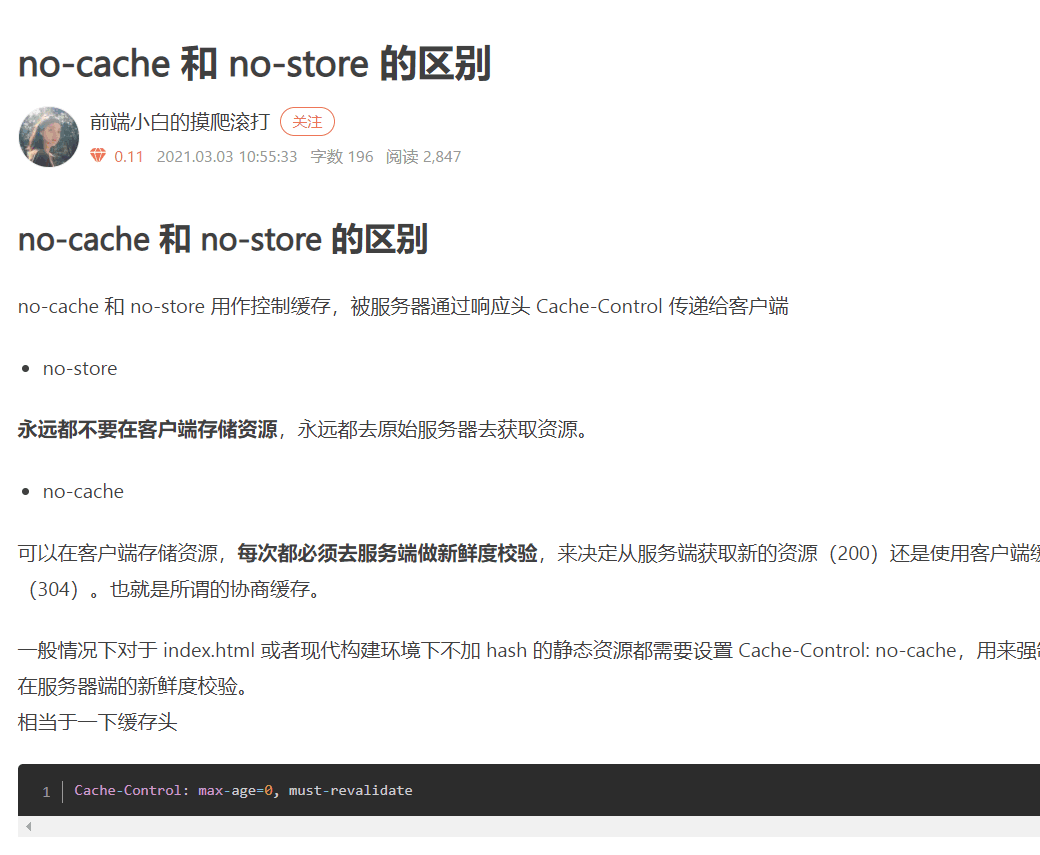 no-cache 和 no-store 的区别
前端小白的摸爬滚打 关注
0.11 2021.03.03 10:55:33 字数 196 阅读 2,847
no-cache 和 no-store 的区别
no-cache 和 no-store 用作控制缓存，被服务器通过响应头 Cache-Control 传递给客户端
no-store
永远都不要在客户端存储资源，永远都去原始服务器去获取资源。
no-cache
可以在客户端存储资源，每次都必须去服务端做新鲜度校验，来决定从服务端获取新的资源（200）还是使用客户端缓
（304）。也就是所谓的协商缓存。
一般情况下对于 index.html 或者现代构建环境下不加 hash 的静态资源都需要设置 Cache-Control: no-cache，用来强制
在服务器端的新鲜度校验。
相当于一下缓存头
1 Cache-Control: max-age=0, must-revalidate